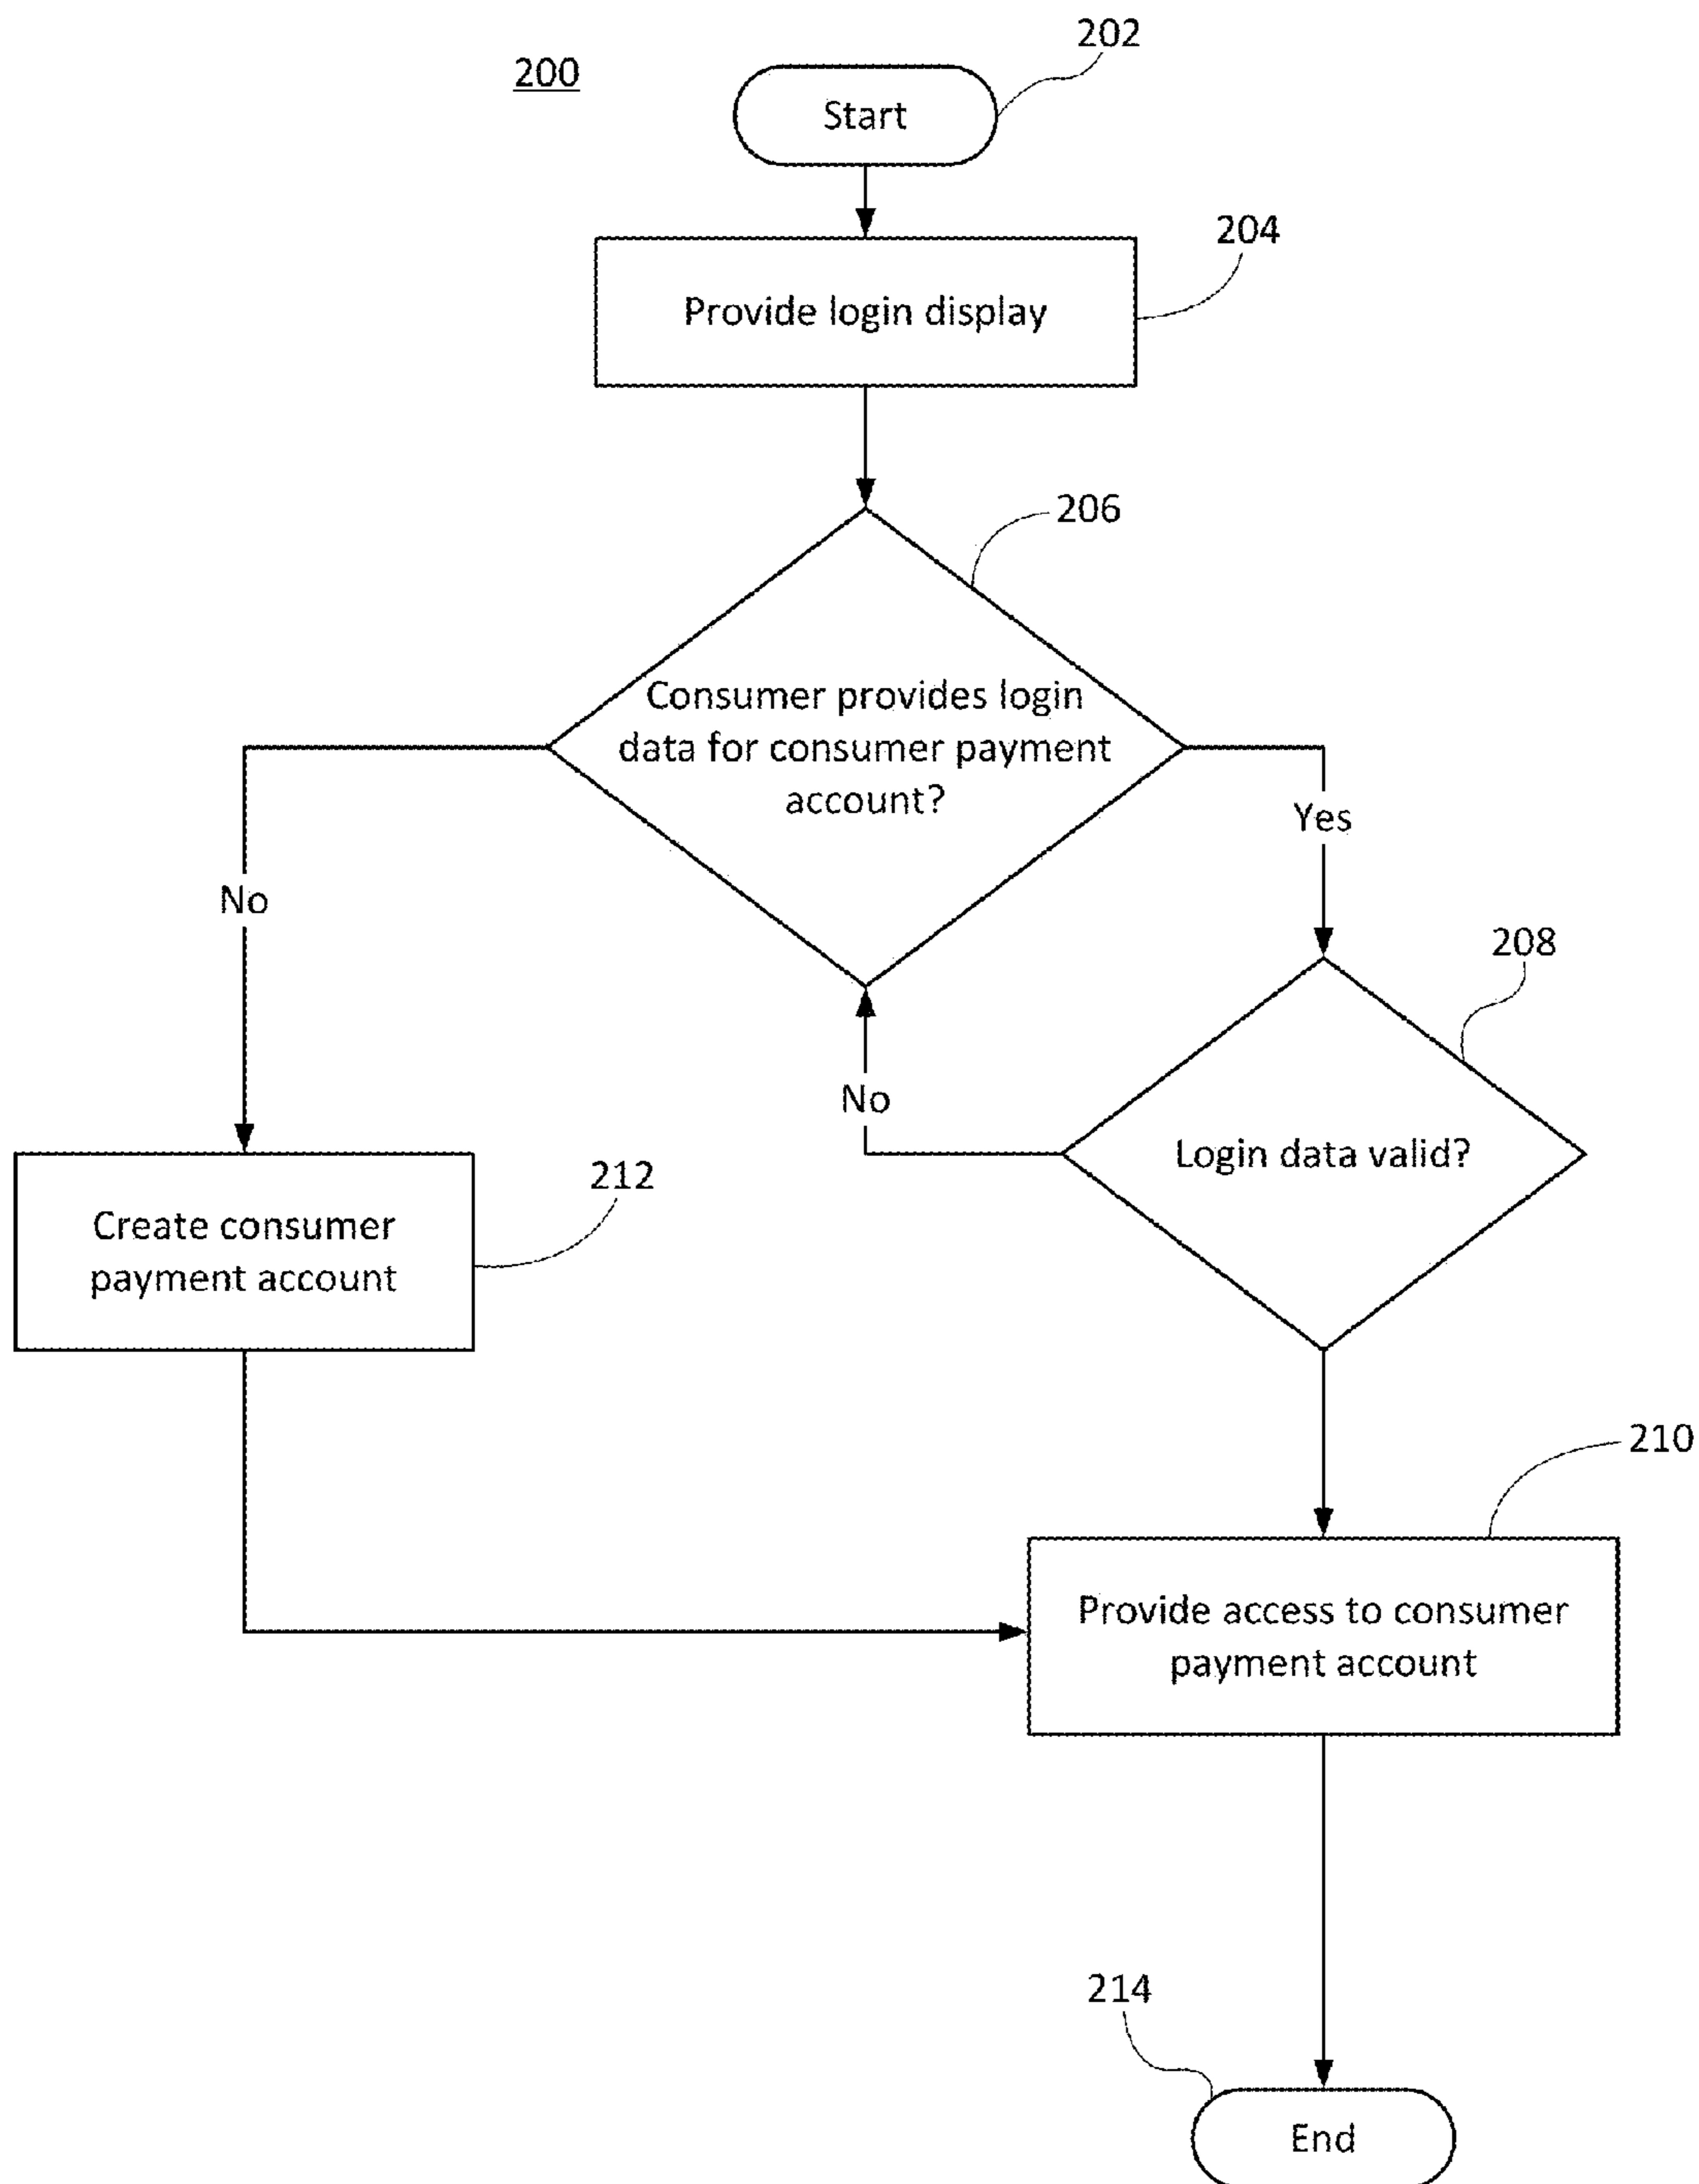 200
202
Start
204
Provide login display
206
Consumer provides login
data for consumer payment
account?
Yes
No
208
No
Login data valid?
212
Create consumer
payment account
210
Provide access to consumer
payment account
214
End